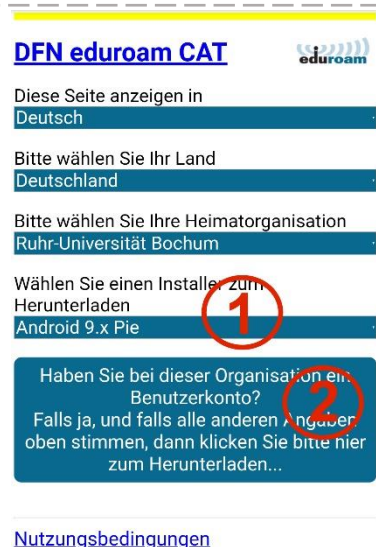 DFN eduroam CAT
eduroam
Diese Seite anzeigen in
Deutsch
Bitte wählen Sie Ihr Land
Deutschland
Bitte wählen Sie Ihre Heimatorganisation
Ruhr-Universität Bochum
Wählen Sie einen Installer zum
Herunterladen
1
Android 9.x Pie
Haben Sie bei dieser Organisation ein
Benutzerkonto?
2
Falls ja, und falls alle anderen Angaben
oben stimmen, dann klicken Sie bitte hier
zum Herunterladen...
Nutzungsbedingungen